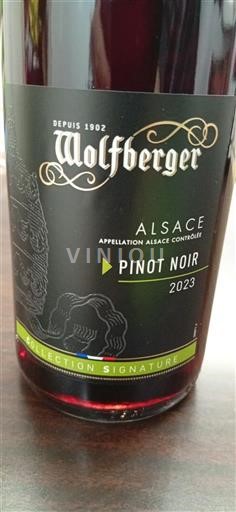 DEPUIS 1902
Wolfberger
ALSACE
APPELLATION ALSACE CONTRÔLÉE
VINIOU
PINOT NOIR
2023
COLLECTION SIGNATURE